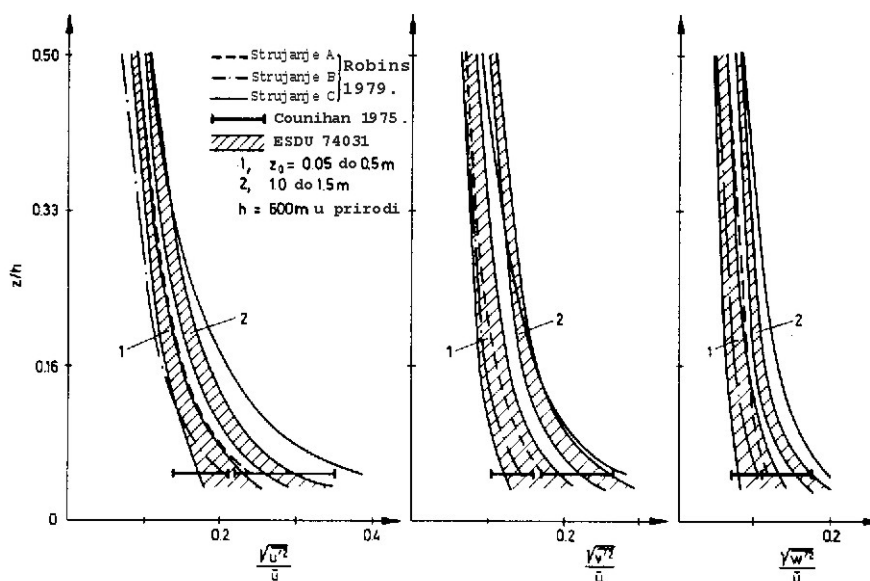 0.50
Strujanje A
Strujanje B
Strujanje C
Robins
1979.
Counihan 1975.
ESDU 74031
1, z₀ = 0.05 do 0.5m
2, 1.0 do 1.5m
h = 600m u prirodi
0.33
z/h
0.16
0
1
2
1
2
1
2
0.2
0.4
0.2
0.2
√u'² / ū
√v'² / ū
√w'² / ū